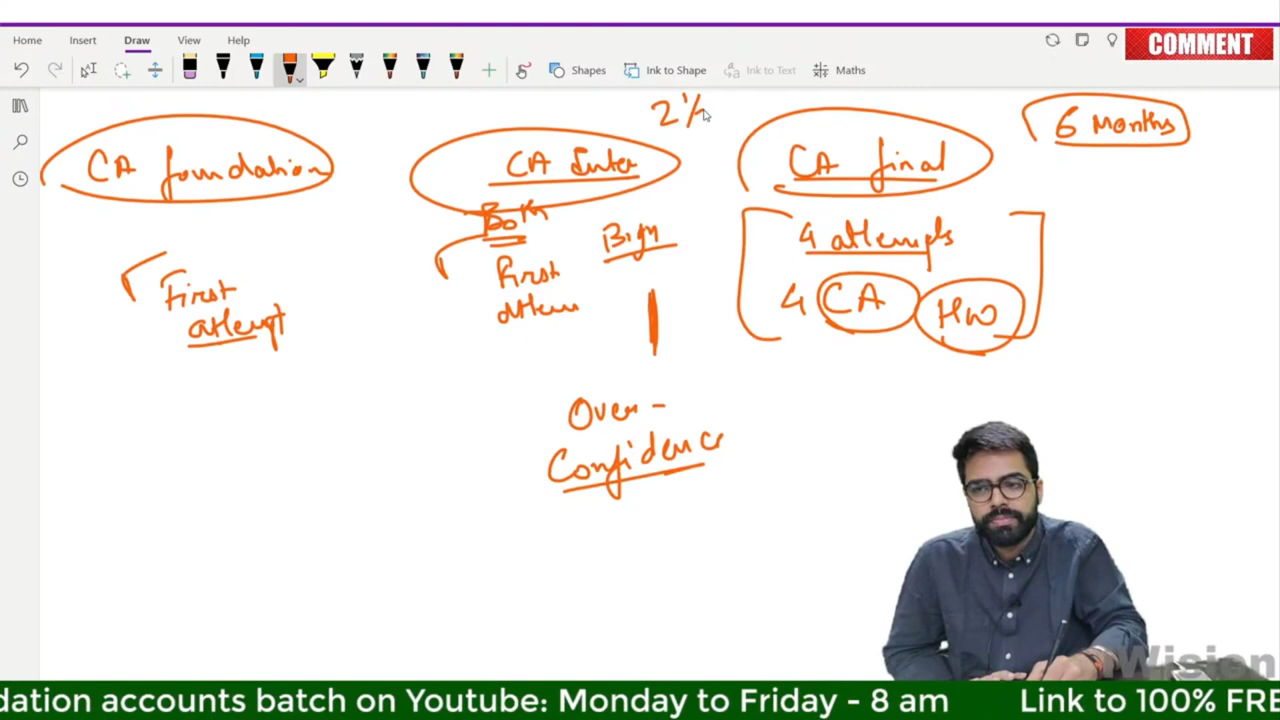 Home Insert Draw View Help
COMMENT
Shapes Ink to Shape Ink to Text Maths
2%
6 Months
CA foundation
CA Inter
CA final
Both
First
attempt
4 attempts
4 CA HW
First
attempt
Over-
Confidence
Wision
dation accounts batch on Youtube: Monday to Friday - 8 am Link to 100% FRE